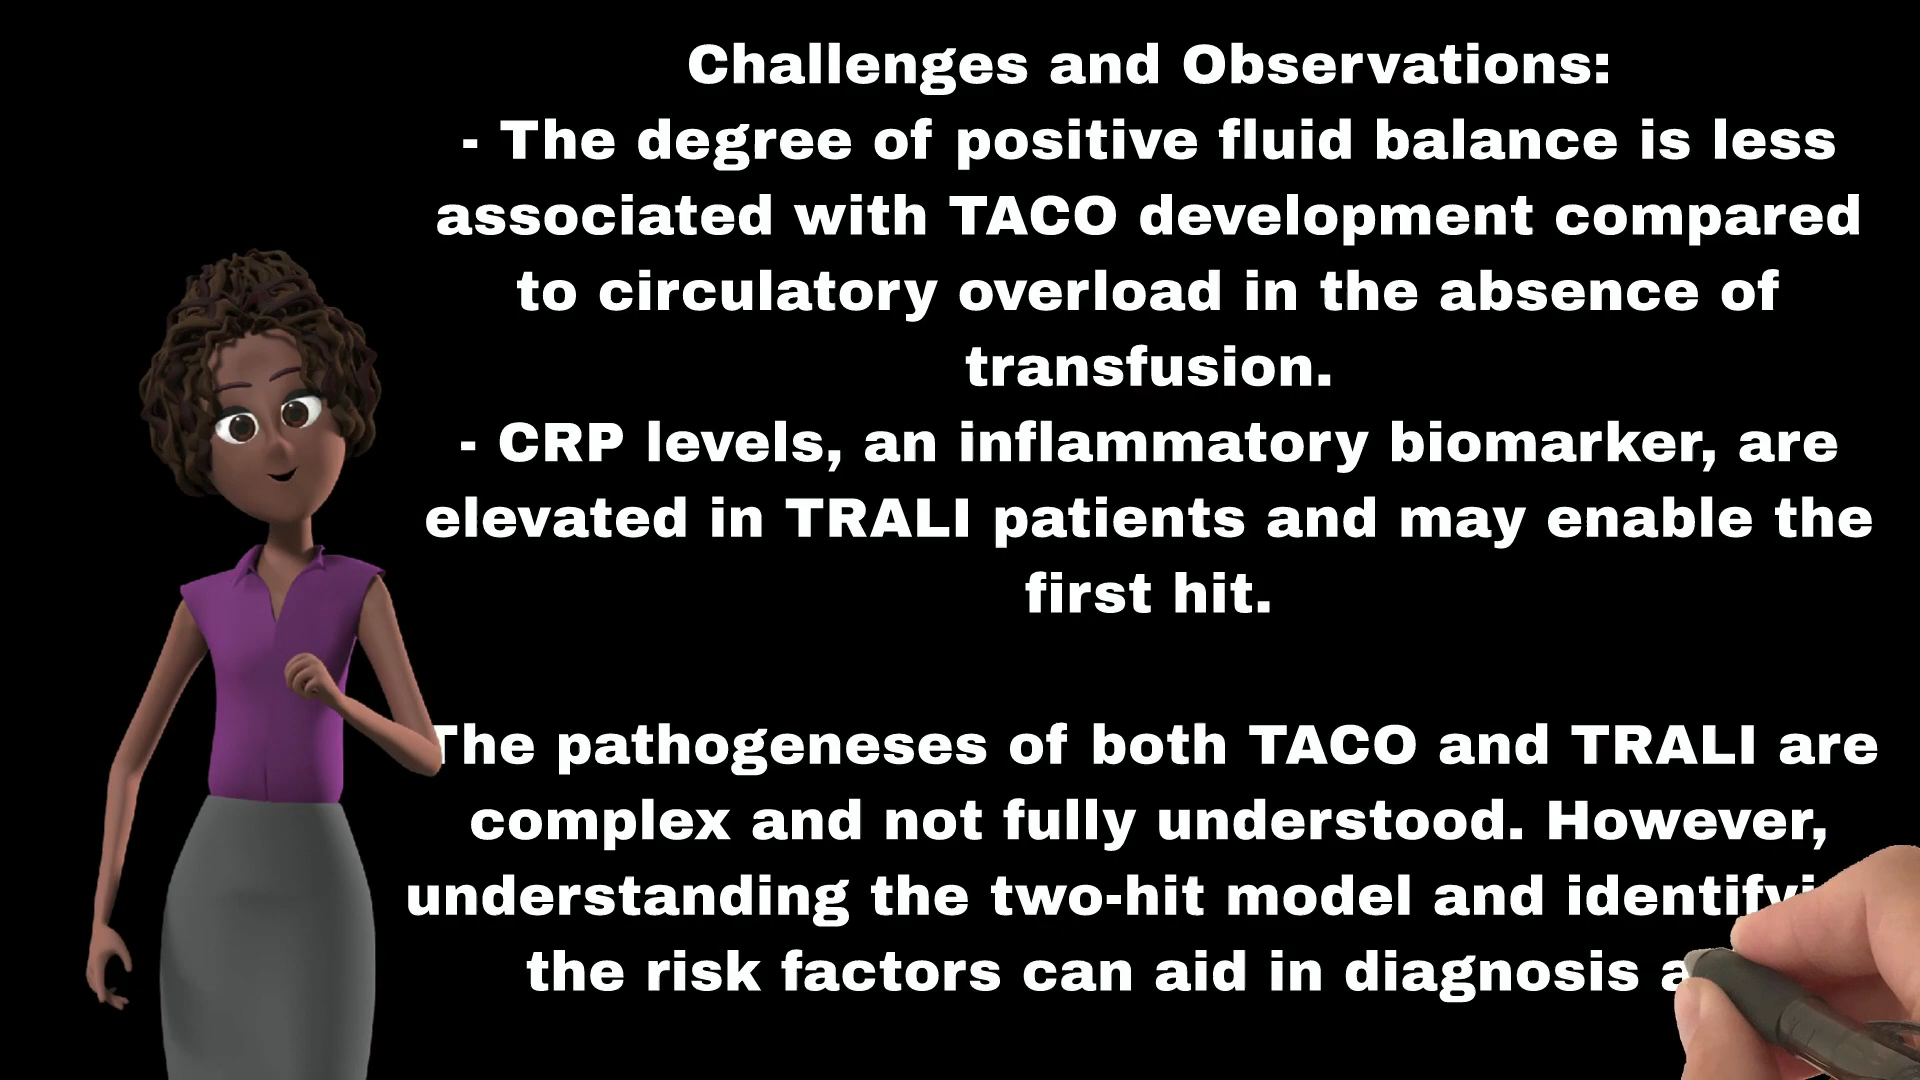 Challenges and Observations:
- The degree of positive fluid balance is less
associated with TACO development compared
to circulatory overload in the absence of
transfusion.
- CRP levels, an inflammatory biomarker, are
elevated in TRALI patients and may enable the
first hit.
The pathogeneses of both TACO and TRALI are
complex and not fully understood. However,
understanding the two-hit model and
the risk factors can aid in diagnosis